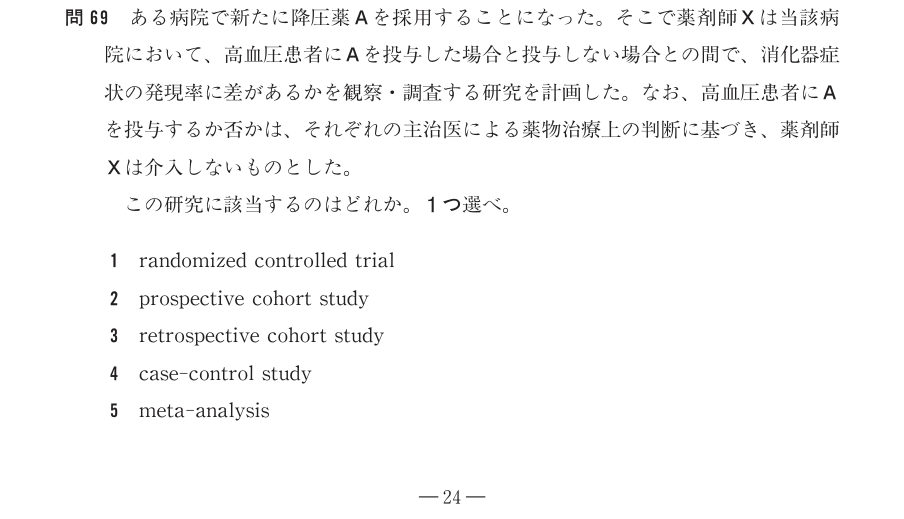 問69 ある病院で新たに降圧薬Aを採用することになった。そこで薬剤師Xは当該病
院において、高血圧患者にAを投与した場合と投与しない場合との間で、消化器症
状の発現率に差があるかを観察・調査する研究を計画した。なお、高血圧患者にA
を投与するか否かは、それぞれの主治医による薬物治療上の判断に基づき、薬剤師
Xは介入しないものとした。
この研究に該当するのはどれか。1つ選べ。
1 randomized controlled trial
2 prospective cohort study
3 retrospective cohort study
4 case-control study
5 meta-analysis
— 24 —